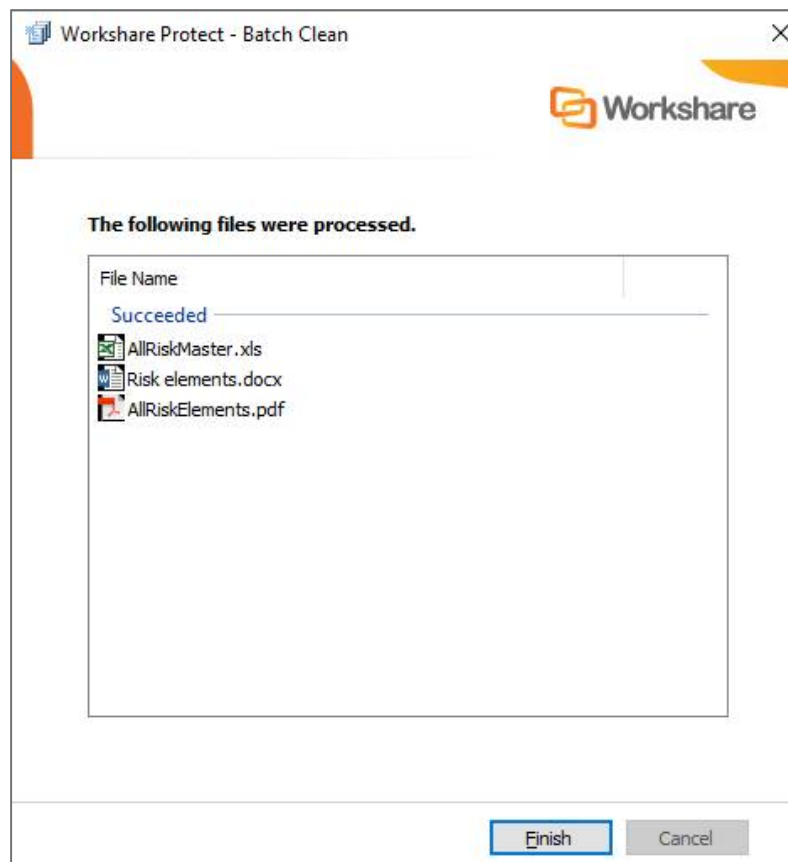 Workshare Protect - Batch Clean
Workshare
The following files were processed.
File Name
Succeeded
AllRiskMaster.xls
Risk elements.docx
AllRiskElements.pdf
Finish
Cancel